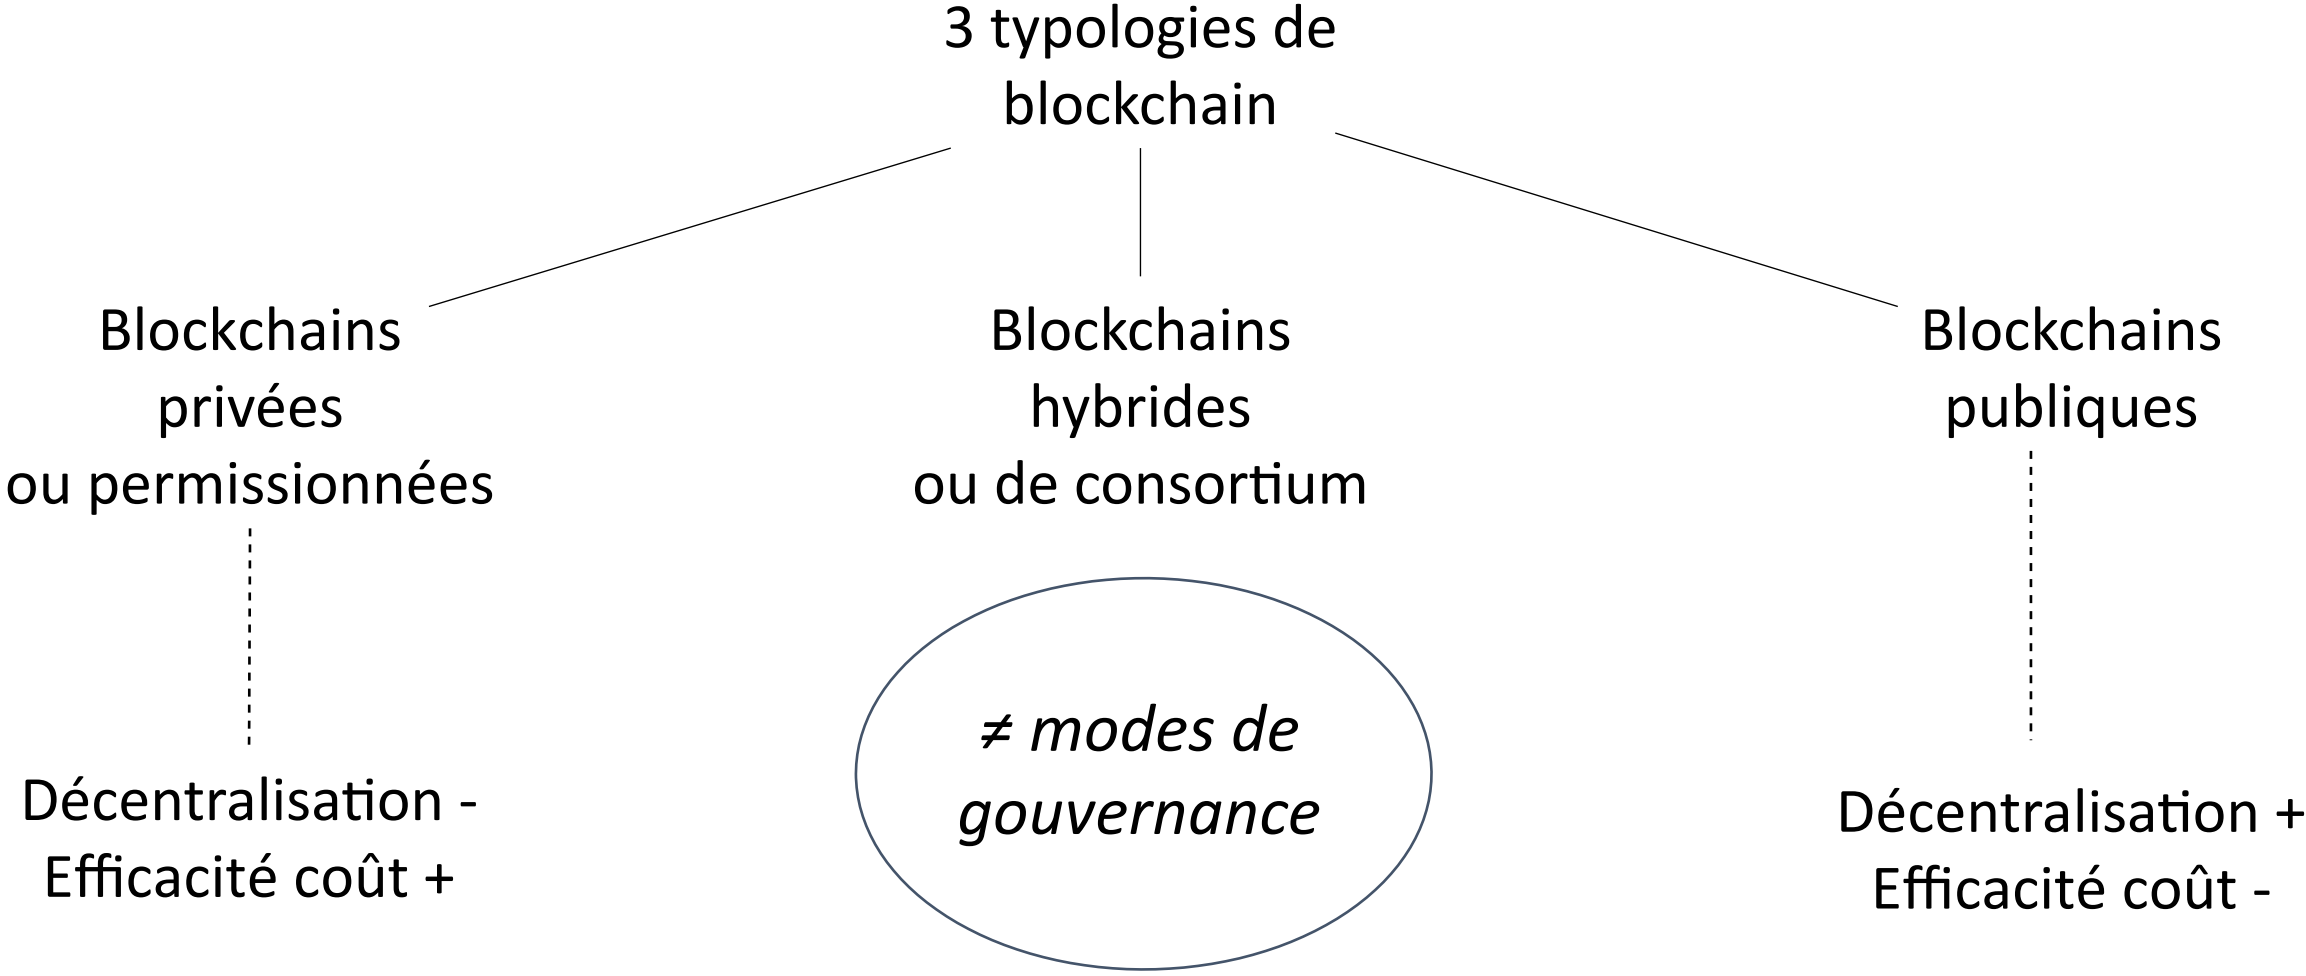 3 typologies de
blockchain
Blockchains
privées
ou permissionnées
Blockchains
hybrides
ou de consortium
Blockchains
publiques
≠ modes de
gouvernance
Décentralisation -
Efficacité coût +
Décentralisation +
Efficacité coût -